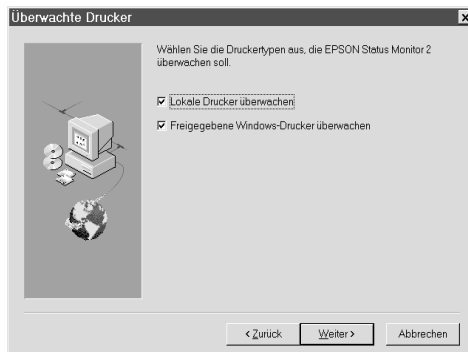 Überwachte Drucker
Wählen Sie die Druckertypen aus, die EPSON Status Monitor 2
überwachen soll.
Lokale Drucker überwachen
Freigegebene Windows-Drucker überwachen
< Zurück
Weiter >
Abbrechen